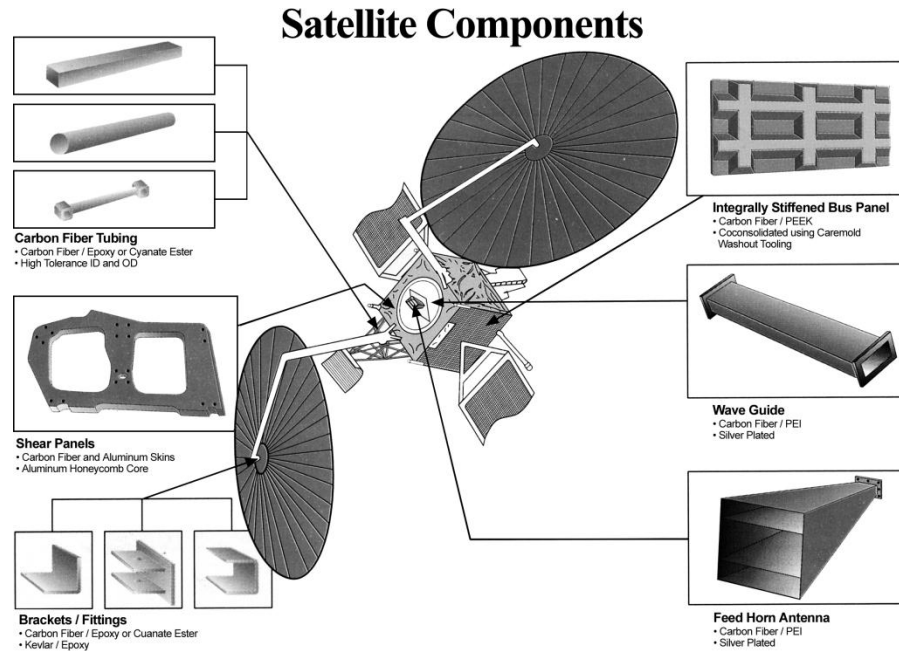 Satellite Components
Carbon Fiber Tubing
• Carbon Fiber / Epoxy or Cyanate Ester
• High Tolerance ID and OD
Shear Panels
• Carbon Fiber and Aluminum Skins
• Aluminum Honeycomb Core
Brackets / Fittings
• Carbon Fiber / Epoxy or Cuanate Ester
• Kevlar / Epoxy
Integrally Stiffened Bus Panel
• Carbon Fiber / PEEK
• Coconsolidated using Caremold
Washout Tooling
Wave Guide
• Carbon Fiber / PEI
• Silver Plated
Feed Horn Antenna
• Carbon Fiber / PEI
• Silver Plated